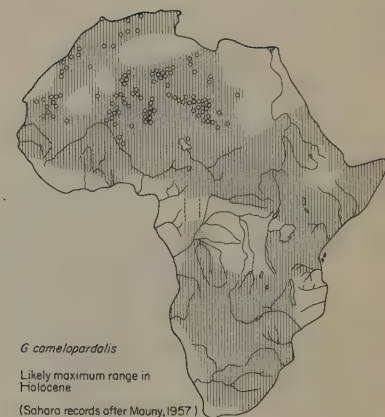 G camelopardalis
Likely maximum range in
Holocene
(Sahara records after Mauny, 1957)